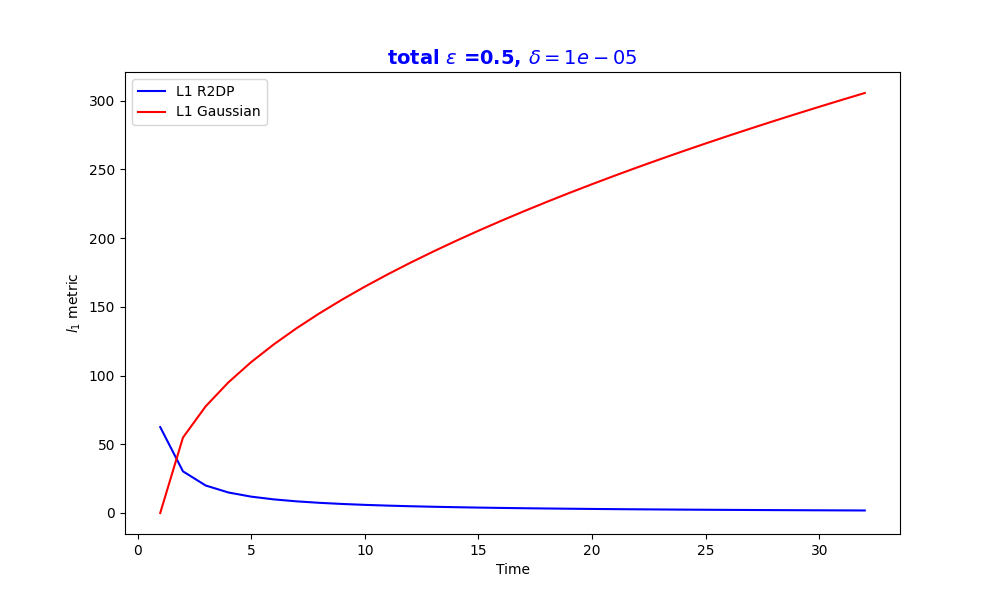 total ε =0.5, δ = 1e − 05
L1 R2DP
L1 Gaussian
300
250
200
150
100
50
0
l₁ metric
0 5 10 15 20 25 30
Time